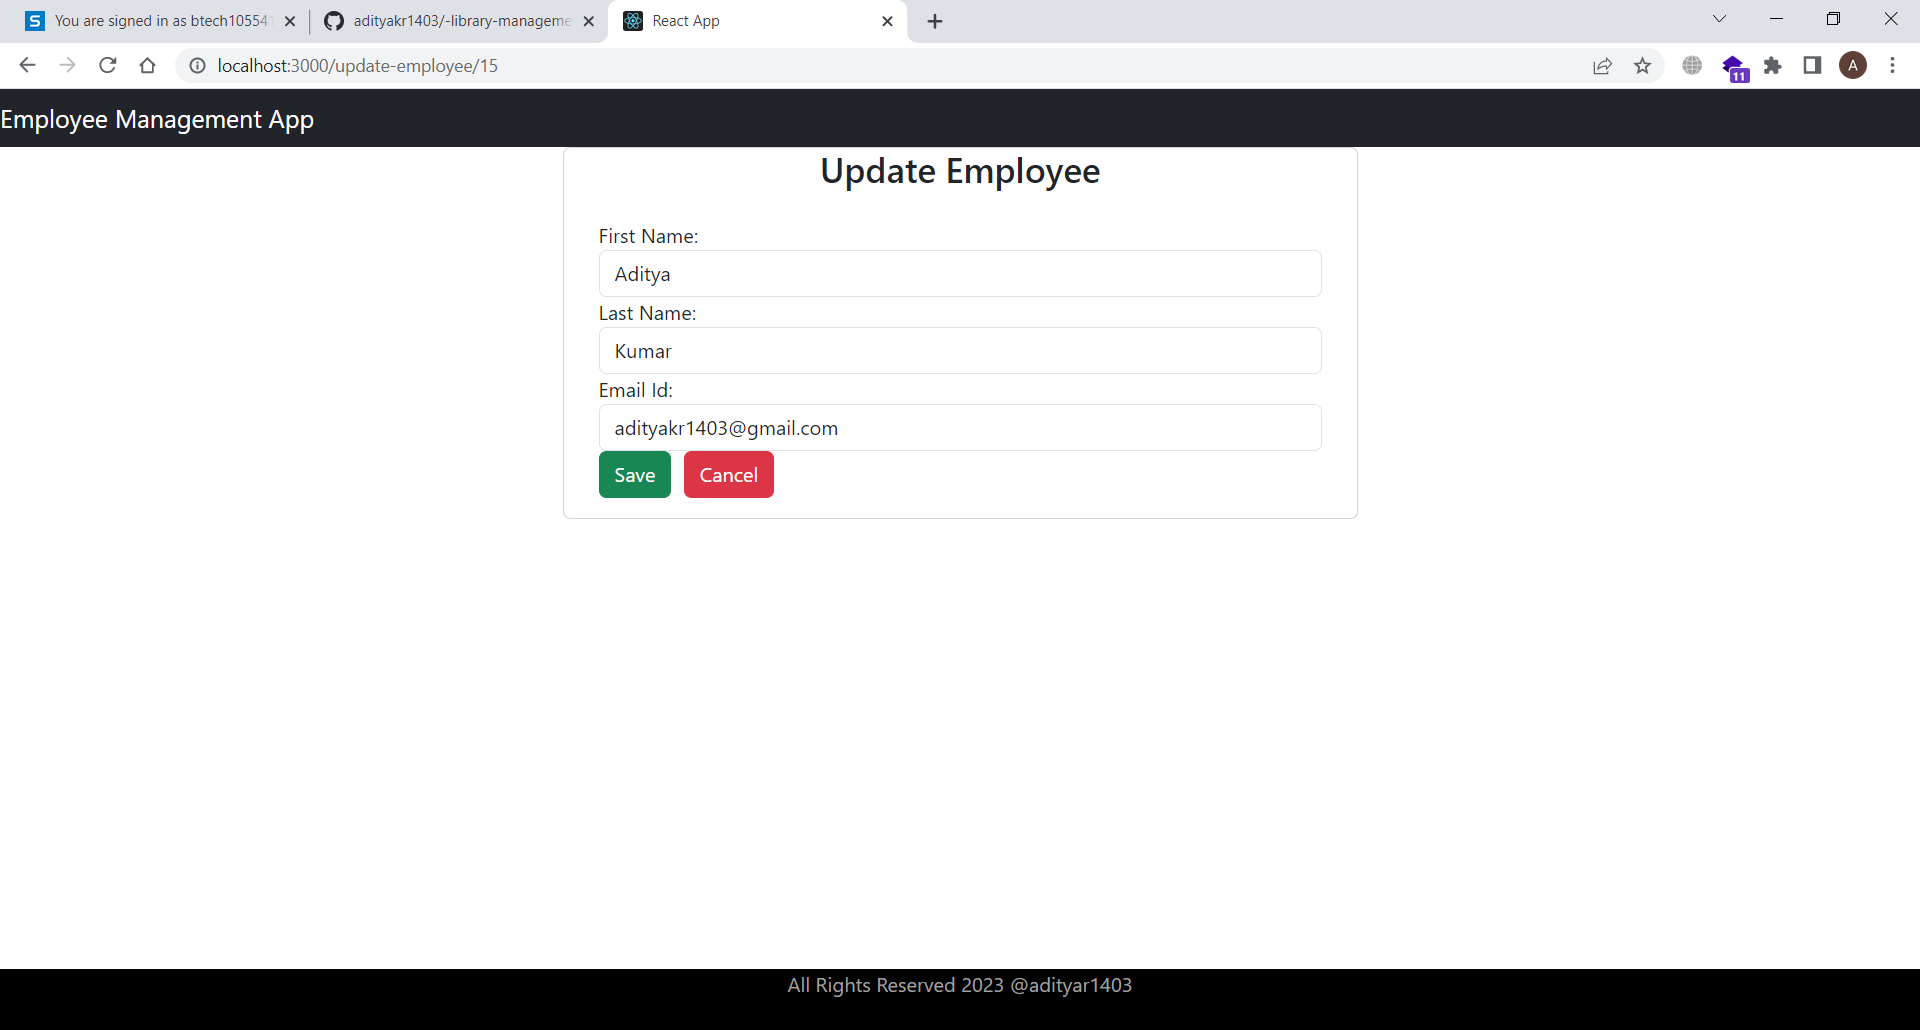 You are signed in as btech105541
adityakr1403/-library-manageme
React App
localhost:3000/update-employee/15
11
A
Employee Management App
Update Employee
First Name:
Aditya
Last Name:
Kumar
Email Id:
adityakr1403@gmail.com
Save Cancel
All Rights Reserved 2023 @adityar1403